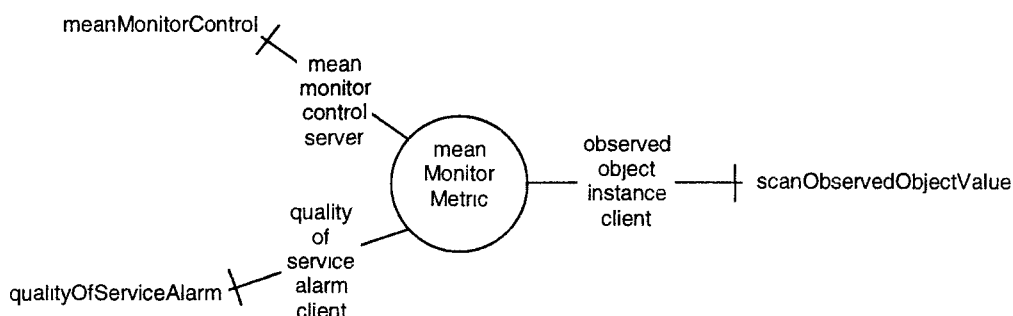 meanMonitorControl
mean
monitor
control
server
mean
Monitor
Metric
observed
object
instance
client
scanObservedObjectValue
quality
of
service
alarm
client
qualityOfServiceAlarm